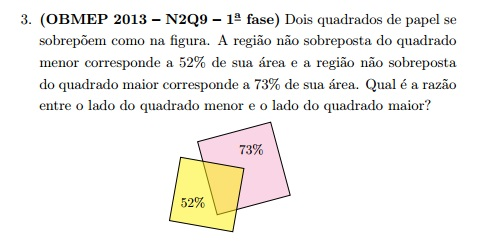 3. (OBMEP 2013 – N2Q9 – 1ª fase) Dois quadrados de papel se
sobrepõem como na figura. A região não sobreposta do quadrado
menor corresponde a 52% de sua área e a região não sobreposta
do quadrado maior corresponde a 73% de sua área. Qual é a razão
entre o lado do quadrado menor e o lado do quadrado maior?
73%
52%